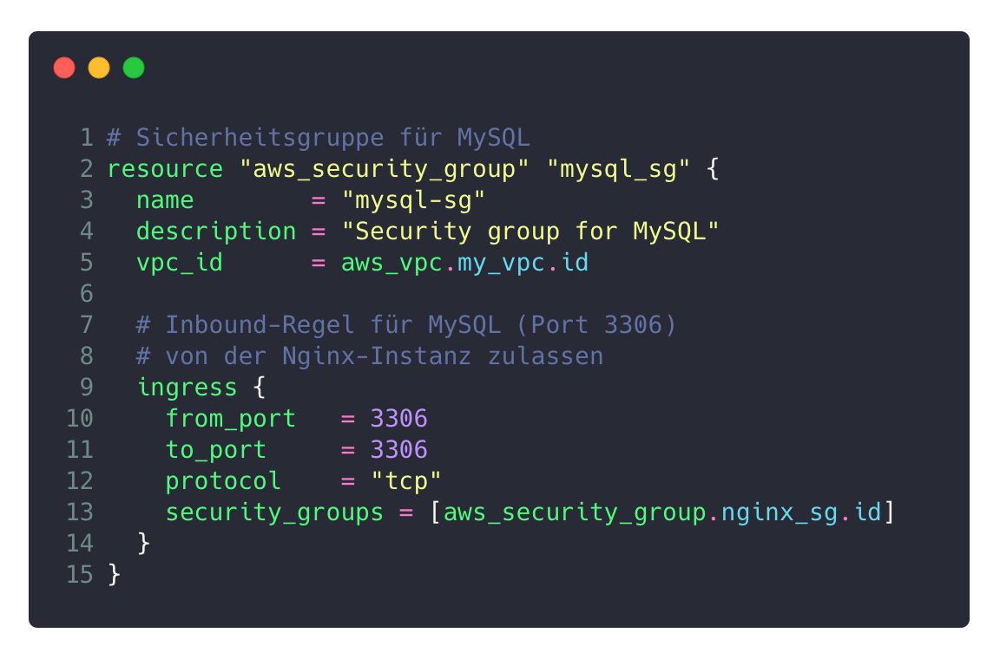 1 # Sicherheitsgruppe für MySQL
2 resource "aws_security_group" "mysql_sg" {
3   name        = "mysql-sg"
4   description = "Security group for MySQL"
5   vpc_id      = aws_vpc.my_vpc.id
6
7   # Inbound-Regel für MySQL (Port 3306)
8   # von der Nginx-Instanz zulassen
9   ingress {
10     from_port   = 3306
11     to_port     = 3306
12     protocol    = "tcp"
13     security_groups = [aws_security_group.nginx_sg.id]
14   }
15 }